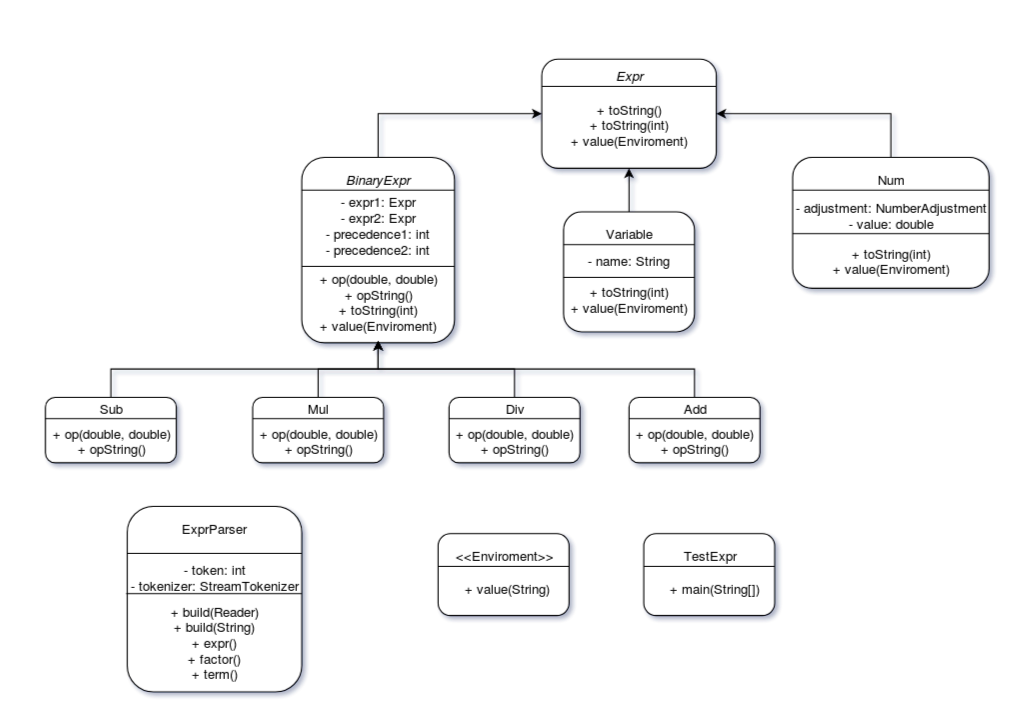 Expr
+ toString()
+ toString(int)
+ value(Enviroment)
BinaryExpr
- expr1: Expr
- expr2: Expr
- precedence1: int
- precedence2: int
+ op(double, double)
+ opString()
+ toString(int)
+ value(Enviroment)
Variable
- name: String
+ toString(int)
+ value(Enviroment)
Num
- adjustment: NumberAdjustment
- value: double
+ toString(int)
+ value(Enviroment)
Sub
+ op(double, double)
+ opString()
Mul
+ op(double, double)
+ opString()
Div
+ op(double, double)
+ opString()
Add
+ op(double, double)
+ opString()
ExprParser
- token: int
- tokenizer: StreamTokenizer
+ build(Reader)
+ build(String)
+ expr()
+ factor()
+ term()
<<Enviroment>>
+ value(String)
TestExpr
+ main(String[])